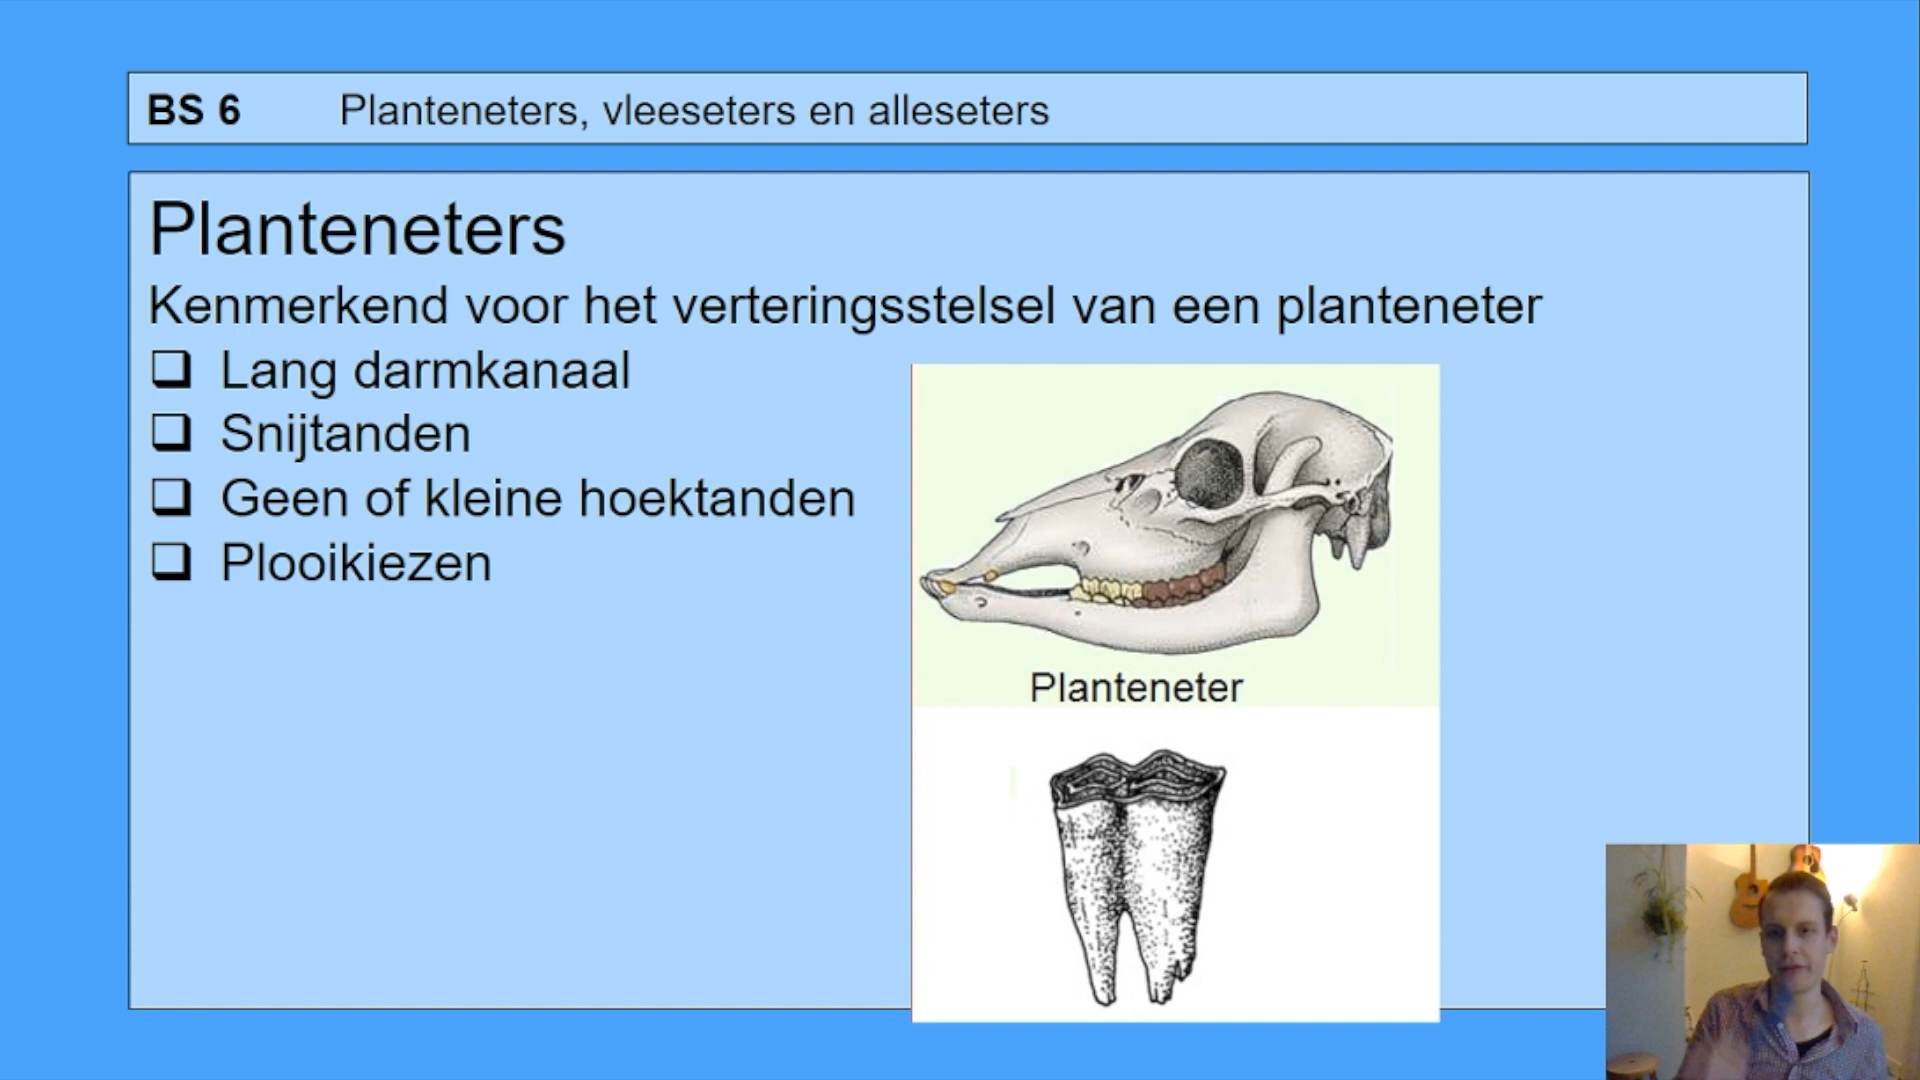 BS 6 Planteneters, vleeseters en alleseters
Planteneters
Kenmerkend voor het verteringsstelsel van een planteneter
❑ Lang darmkanaal
❑ Snijtanden
❑ Geen of kleine hoektanden
❑ Plooikiezen
Planteneter